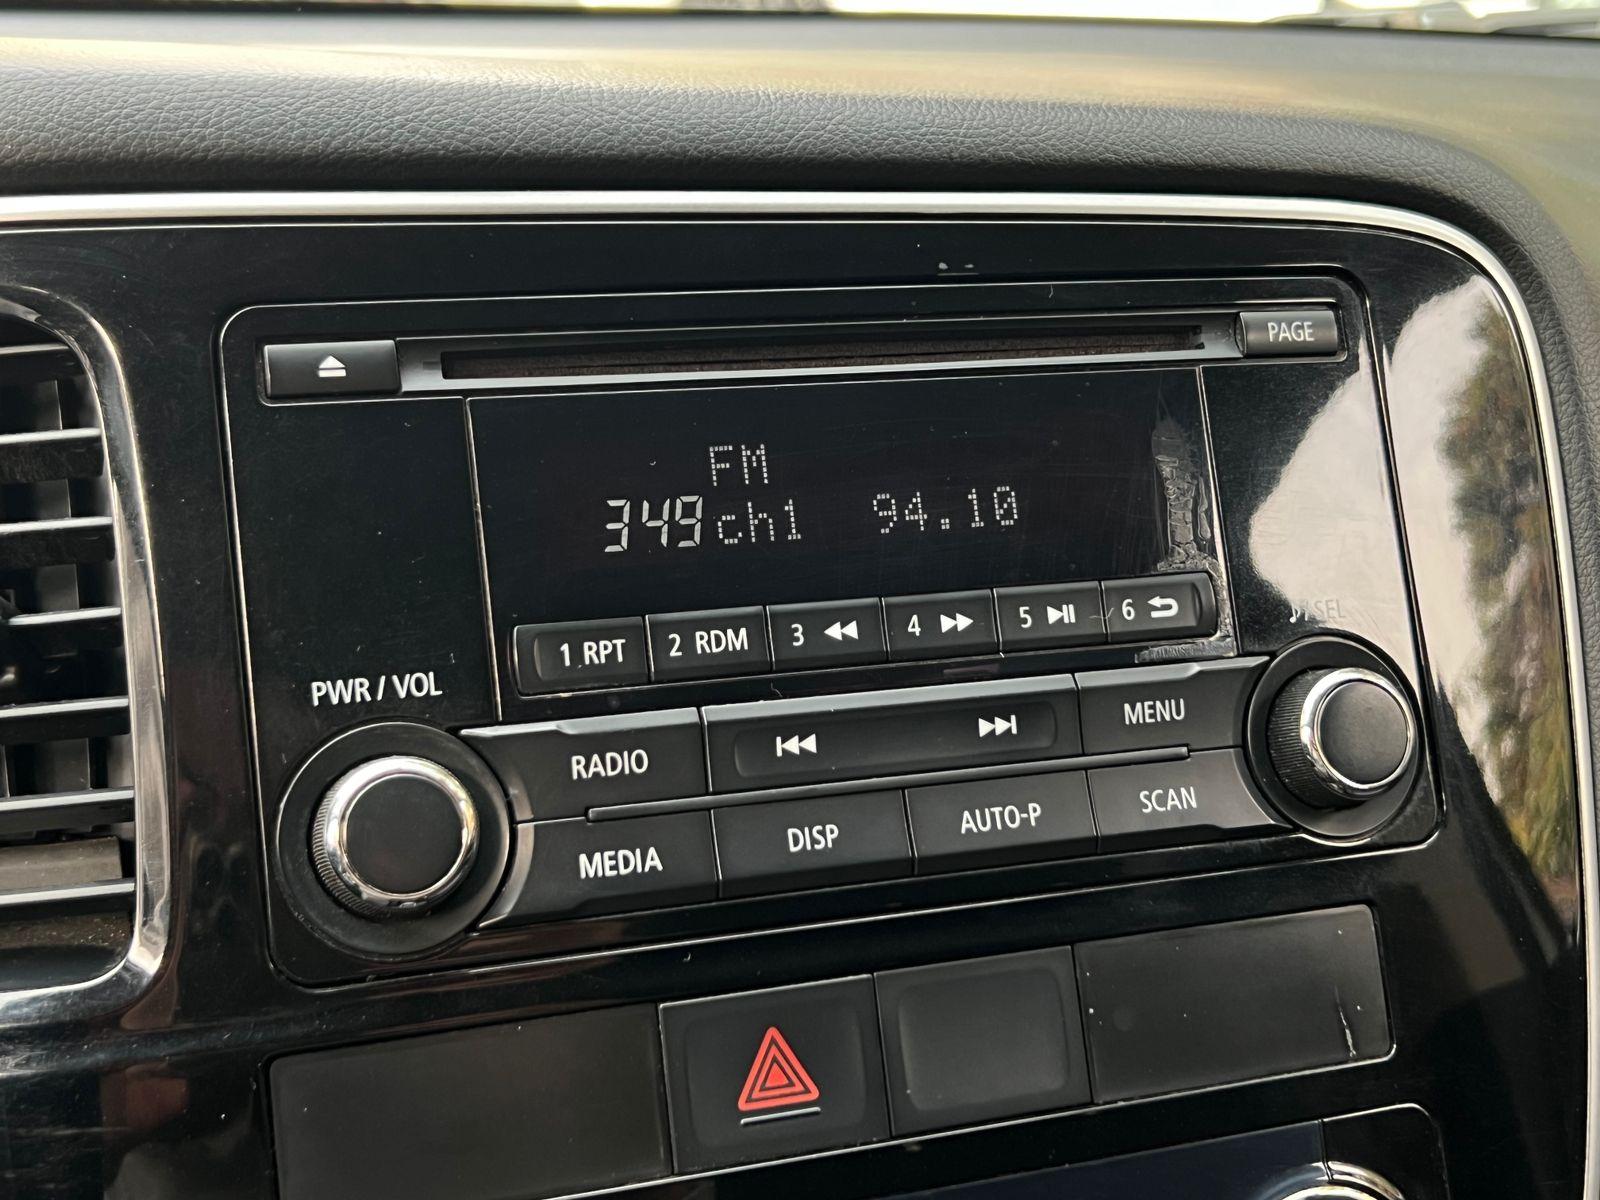 PAGE
FM
349 ch1 94.10
1 RPT 2 RDM 3 4 5 6
PWR / VOL
SEL
RADIO
MENU
MEDIA DISP AUTO-P SCAN